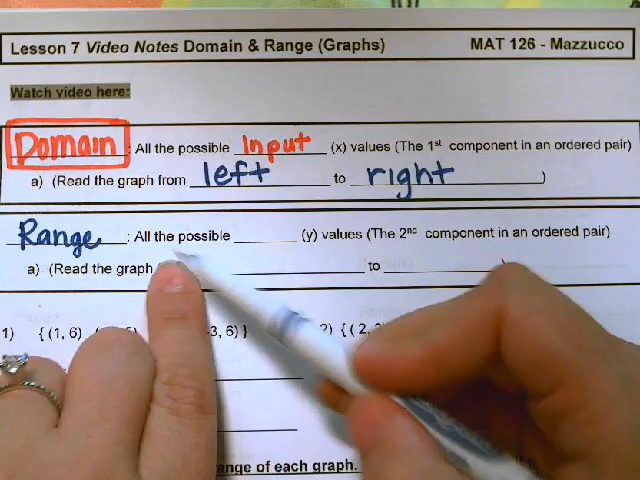 Lesson 7 Video Notes Domain & Range (Graphs) MAT 126 - Mazzucco
Watch video here:
Domain : All the possible Input (x) values (The 1st component in an ordered pair)
a) (Read the graph from left to right )
Range : All the possible ______ (y) values (The 2nd component in an ordered pair)
a) (Read the graph ______ to ______ )
1) {(1, 6) -3, 6)} 2) {( 2,
of each graph.